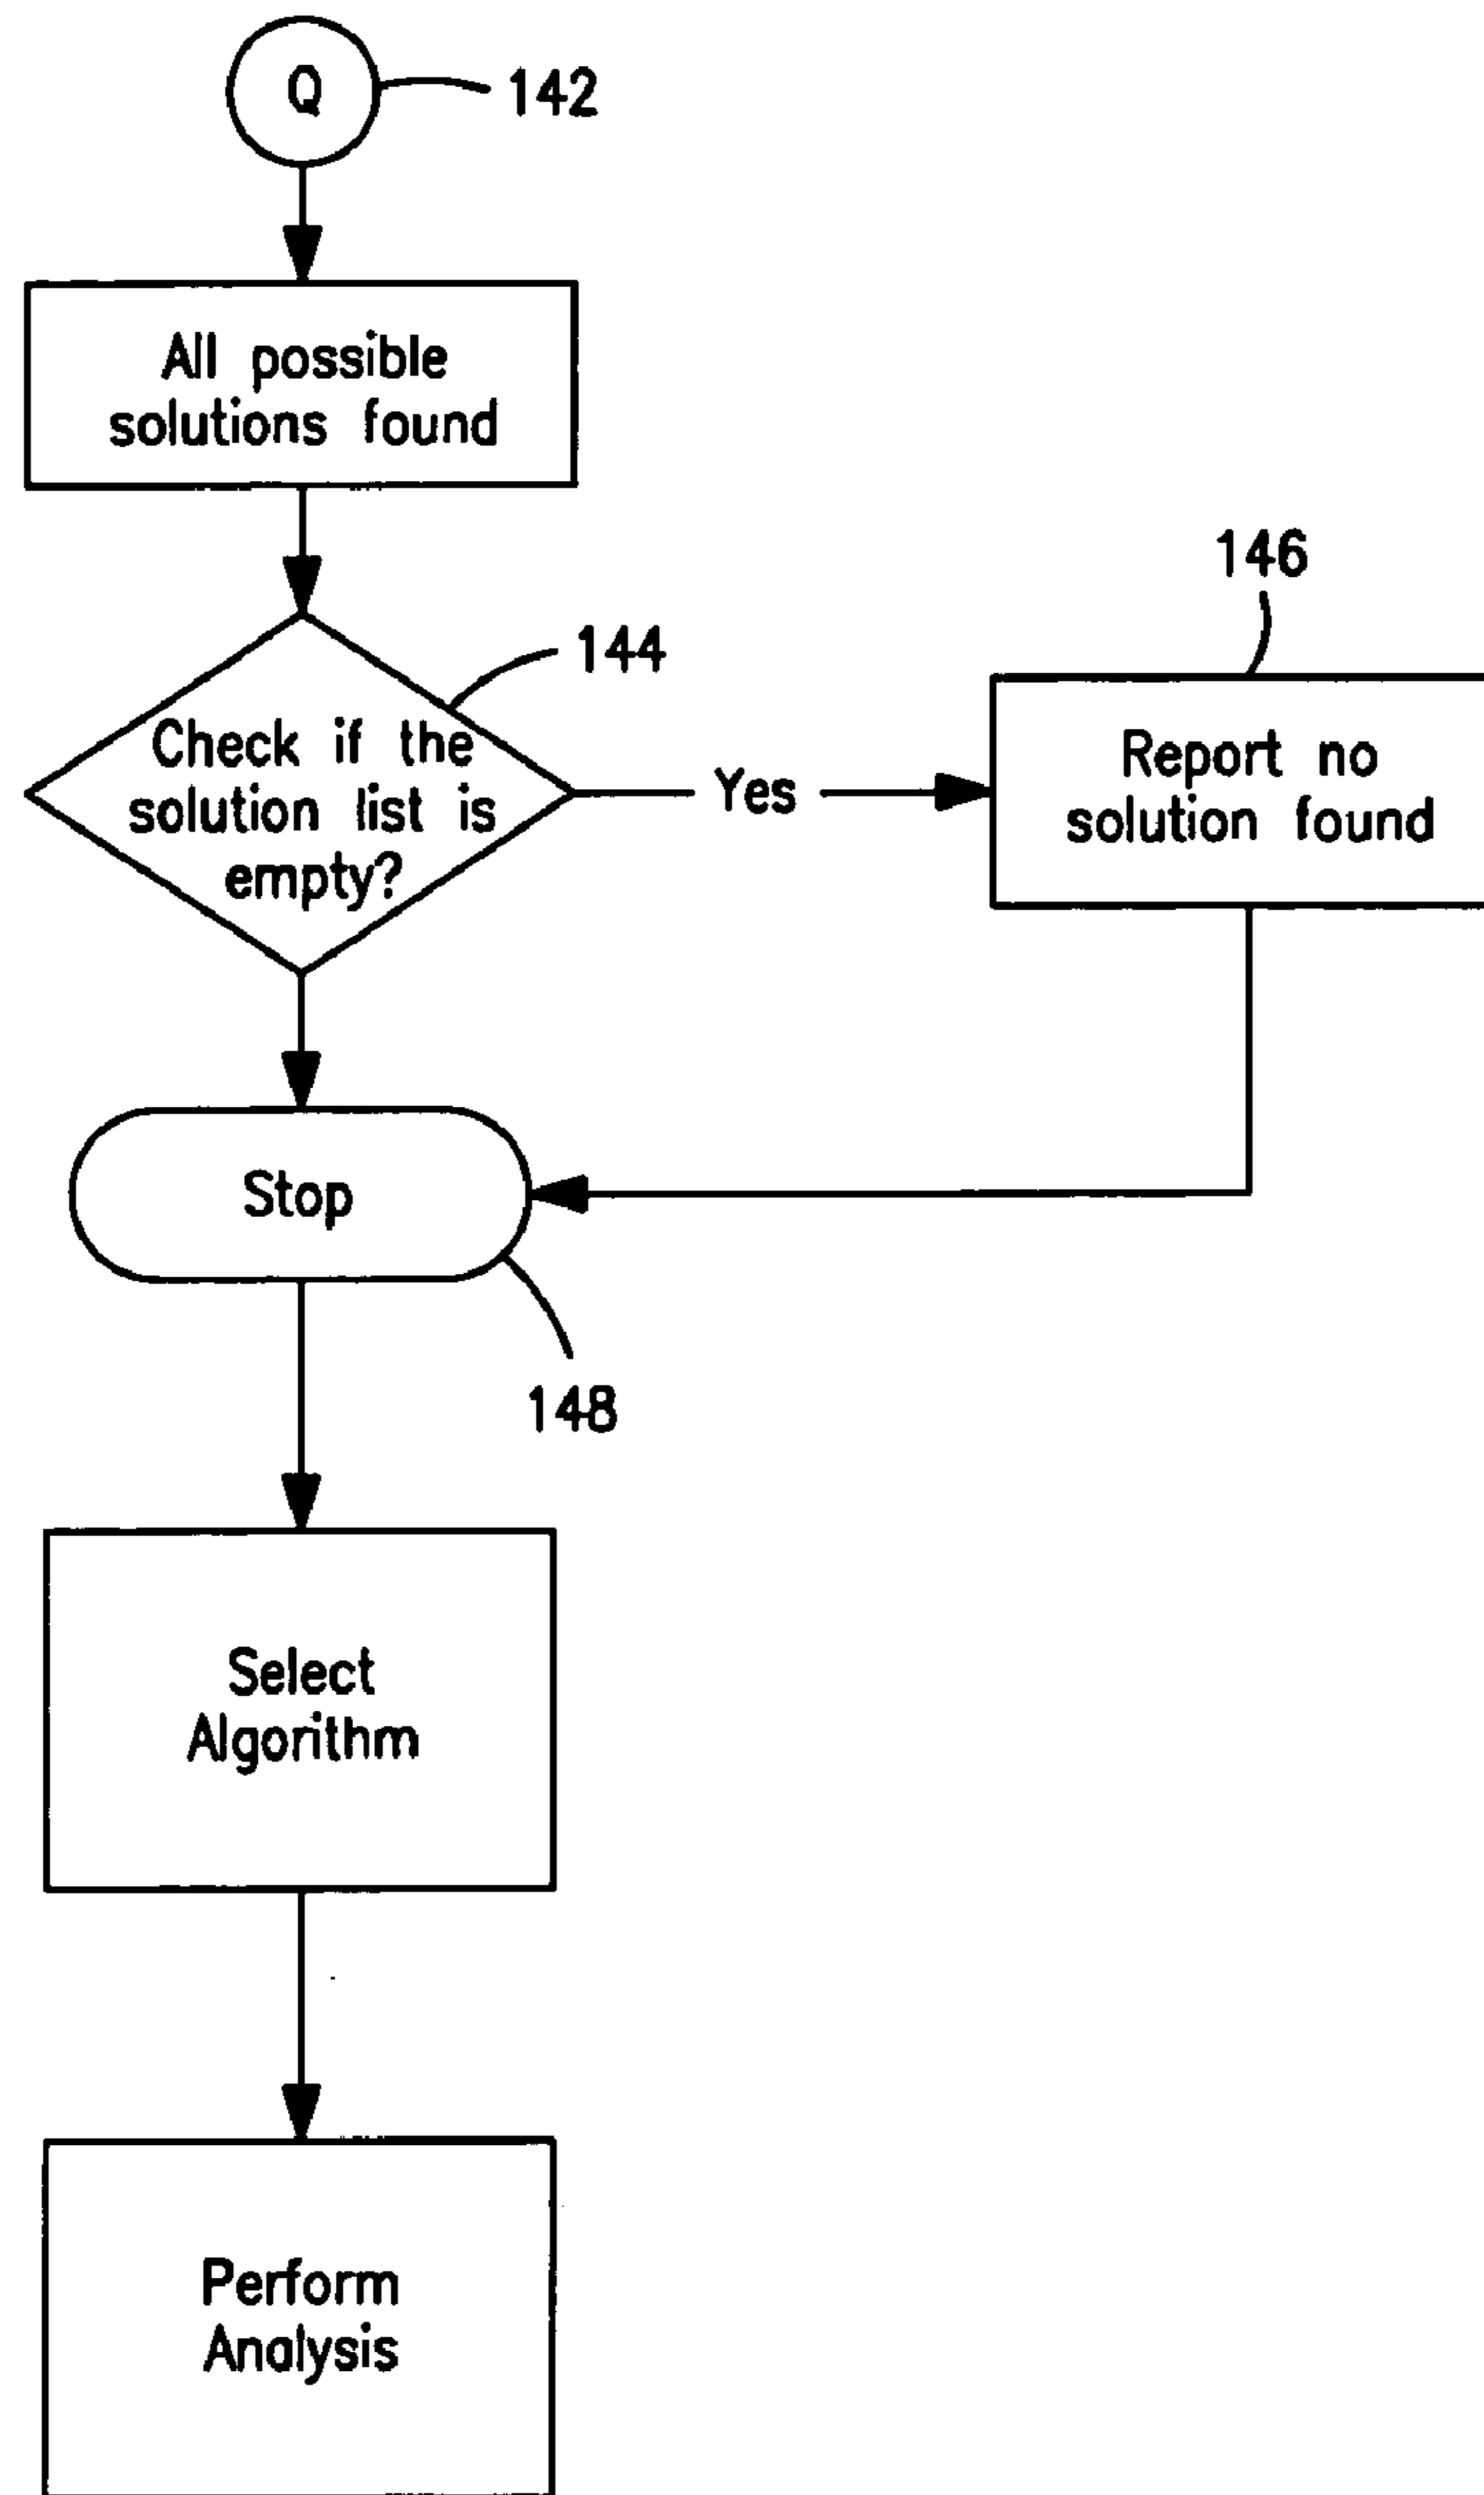 Q
142
All possible
solutions found
146
144
Check if the
solution list is
empty?
Yes
Report no
solution found
Stop
148
Select
Algorithm
Perform
Analysis